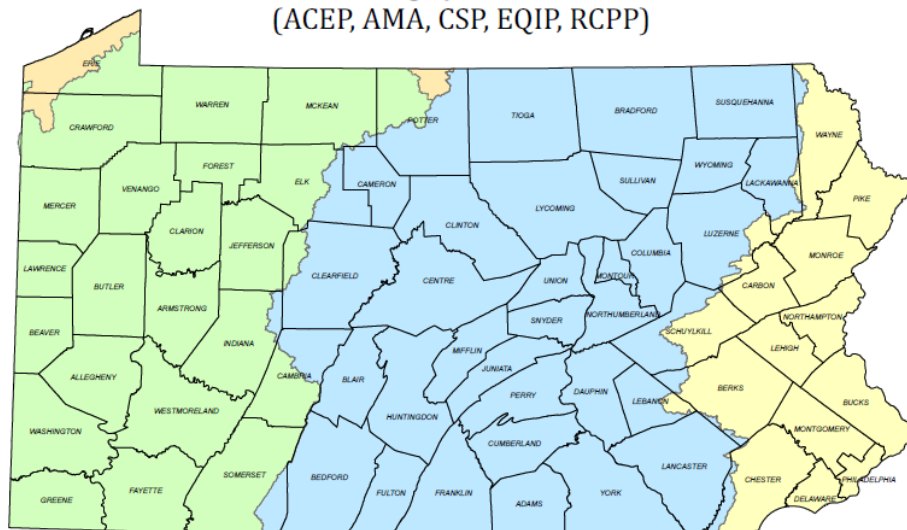 (ACEP, AMA, CSP, EQIP, RCPP)
ERIE
CRAWFORD
WARREN
MCKEAN
POTTER
TIOGA
BRADFORD
SUSQUEHANNA
WAYNE
FOREST
ELK
CAMERON
SULLIVAN
WYOMING
LACKAWANNA
PIKE
MERCER
VENANGO
CLARION
JEFFERSON
CLINTON
LYCOMING
COLUMBIA
LUZERNE
MONROE
LAWRENCE
BUTLER
ARMSTRONG
CLEARFIELD
CENTRE
UNION
MONTOUR
CARBON
BEAVER
INDIANA
SNYDER
NORTHUMBERLAND
SCHUYLKILL
NORTHAMPTON
ALLEGHENY
CAMBRIA
BLAIR
MIFFLIN
JUNIATA
LEHIGH
WESTMORELAND
HUNTINGDON
PERRY
DAUPHIN
LEBANON
BERKS
BUCKS
WASHINGTON
CUMBERLAND
MONTGOMERY
SOMERSET
BEDFORD
FULTON
FRANKLIN
ADAMS
YORK
LANCASTER
CHESTER
PHILADELPHIA
GREENE
FAYETTE
DELAWARE